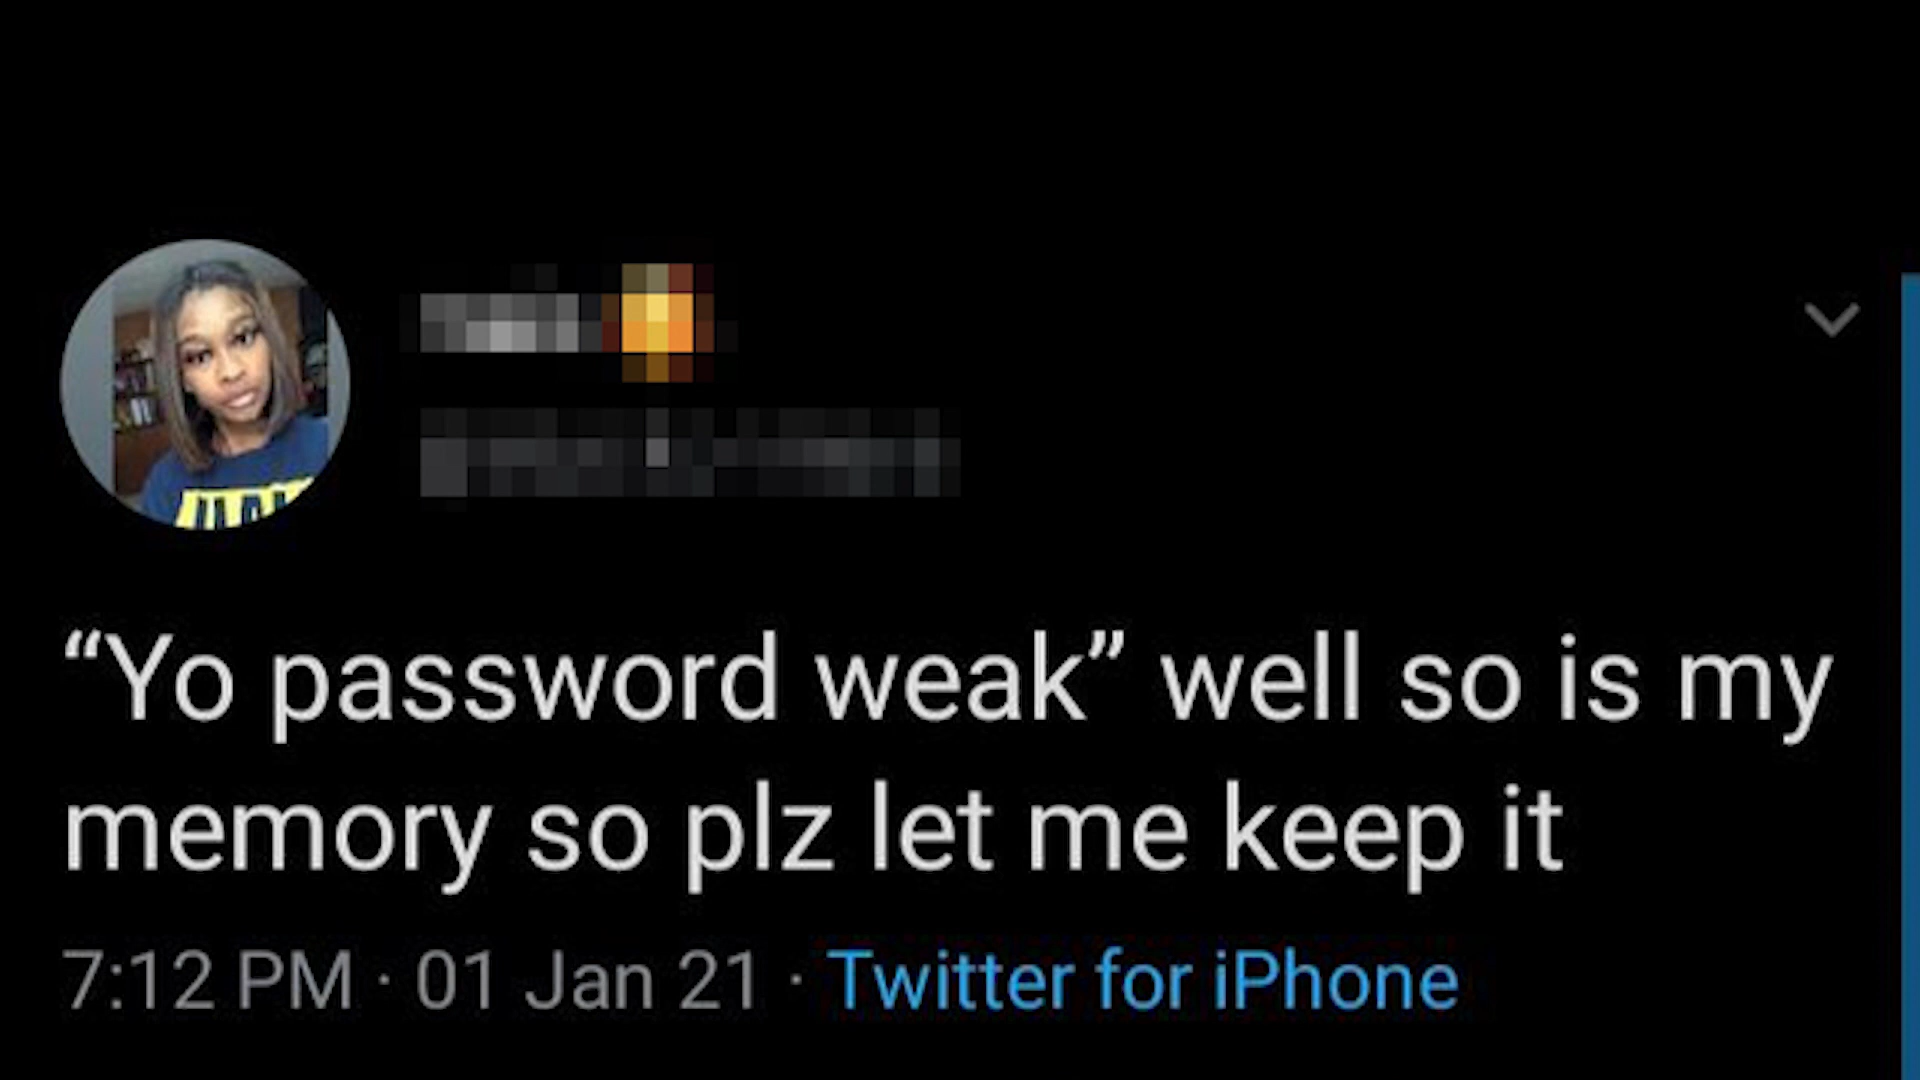 “Yo password weak” well so is my
memory so plz let me keep it
7:12 PM · 01 Jan 21 · Twitter for iPhone